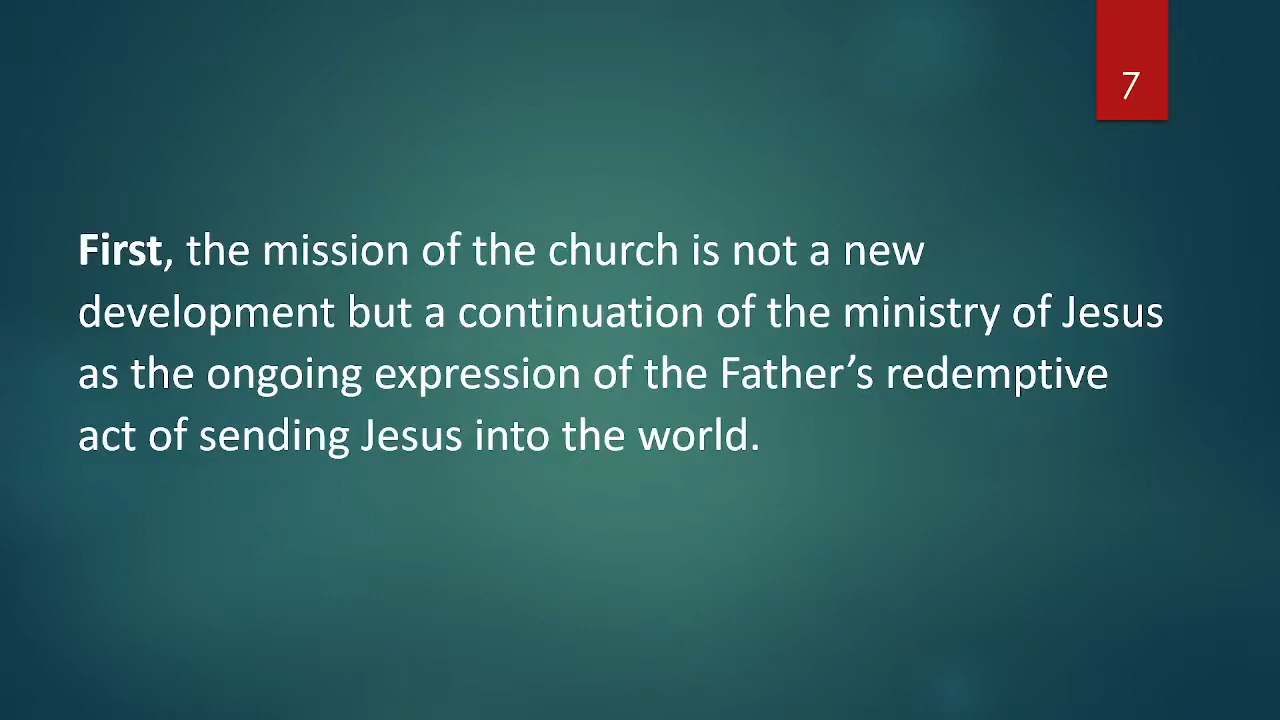 7
First, the mission of the church is not a new
development but a continuation of the ministry of Jesus
as the ongoing expression of the Father’s redemptive
act of sending Jesus into the world.